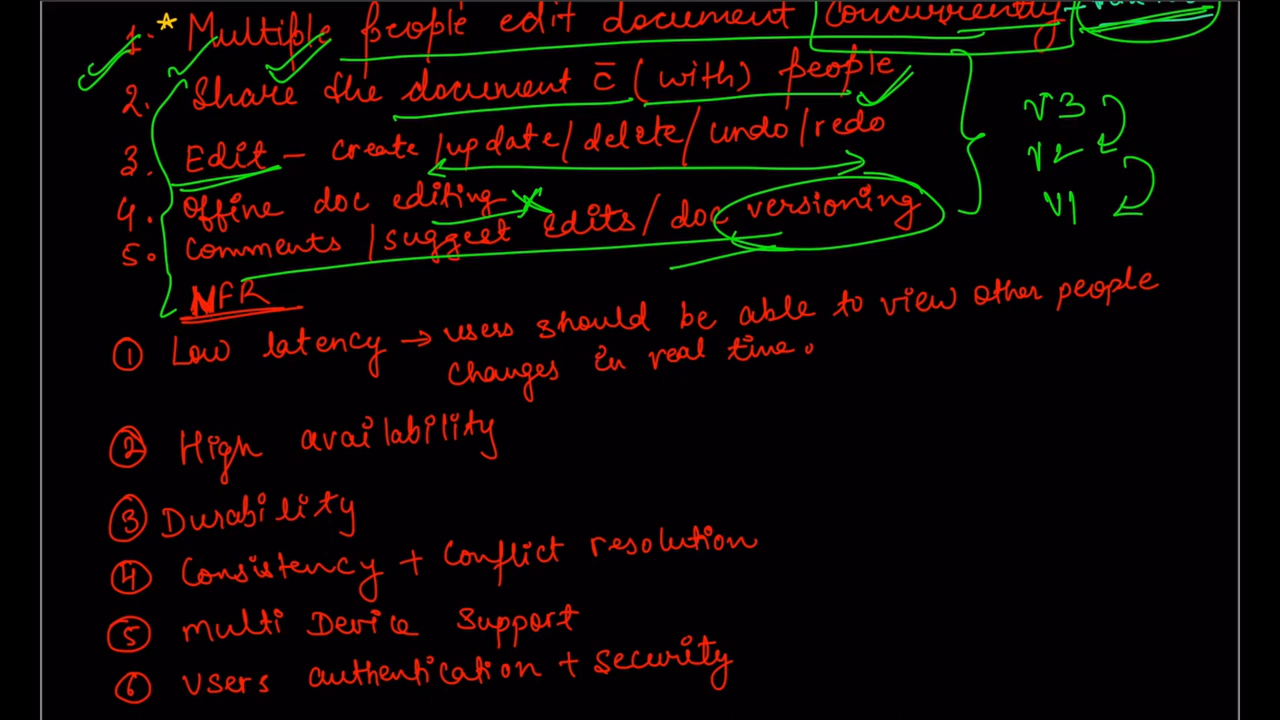 1. * Multiple people edit document concurrently
2. Share the document c̄ (with) people
3. Edit – create/update/delete/undo/redo
4. Offine doc editing
5. Comments / suggest edits/ doc versioning
V3
V2
V1
NFR
① Low latency → users should be able to view other people
changes in real time.
② High availability
③ Durability
④ Consistency + Conflict resolution
⑤ Multi Device Support
⑥ Users authentication + security